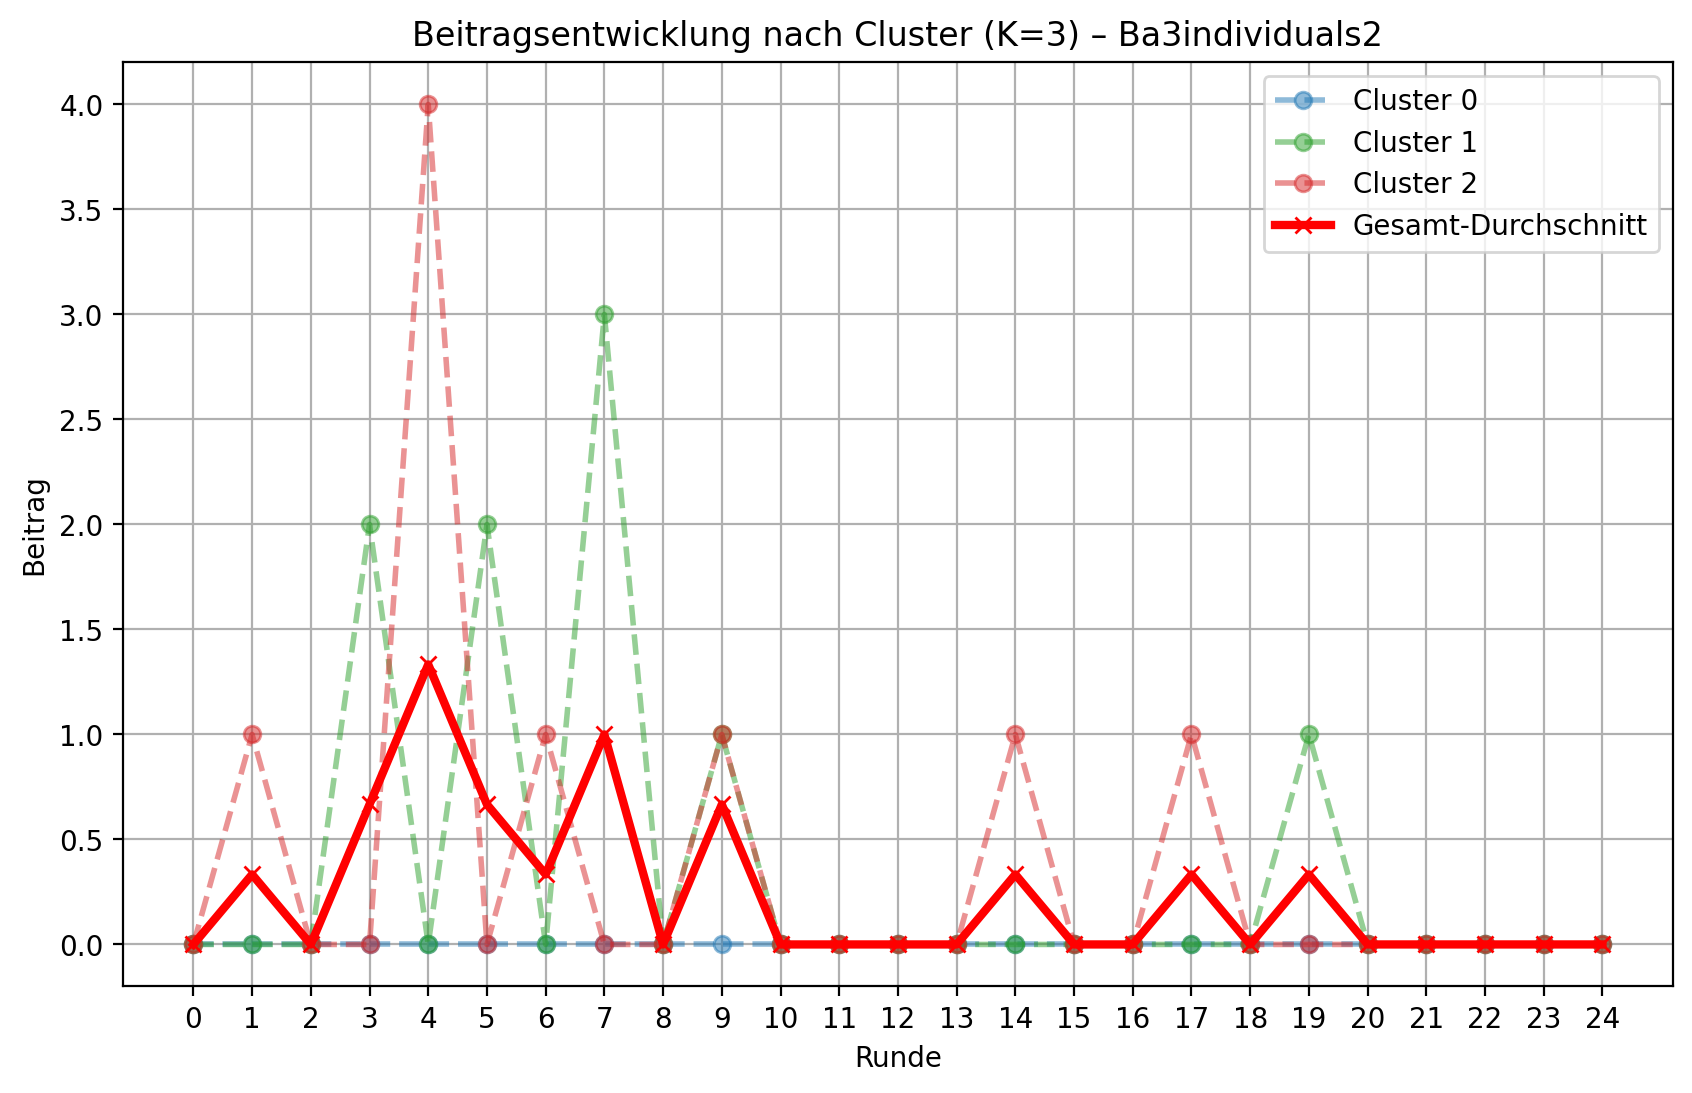 Beitragsentwicklung nach Cluster (K=3) – Ba3individuals2
Cluster 0
Cluster 1
Cluster 2
Gesamt-Durchschnitt
4.0
3.5
3.0
2.5
2.0
1.5
1.0
0.5
0.0
Beitrag
0 1 2 3 4 5 6 7 8 9 10 11 12 13 14 15 16 17 18 19 20 21 22 23 24
Runde